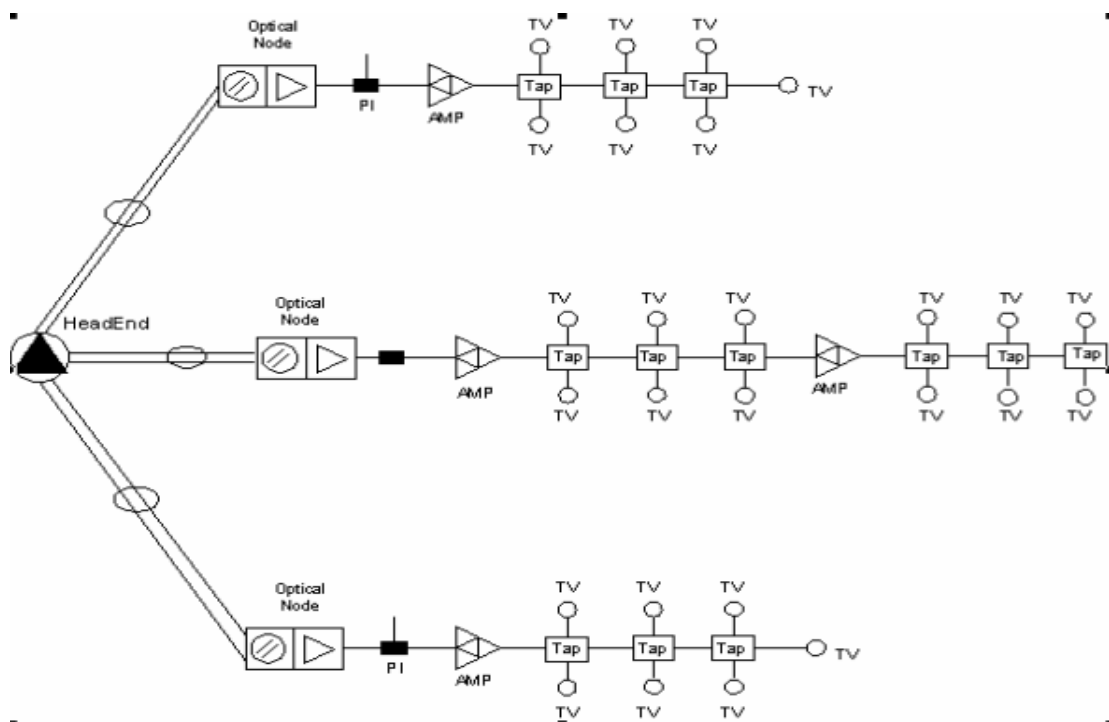 Optical
Node
TV TV TV
Tap Tap Tap
TV
PI
AMP
TV TV TV
HeadEnd
Optical
Node
TV TV TV TV TV TV
Tap Tap Tap Tap Tap Tap
AMP AMP
TV TV TV TV TV TV
Optical
Node
TV TV TV
Tap Tap Tap
TV
PI
AMP
TV TV TV